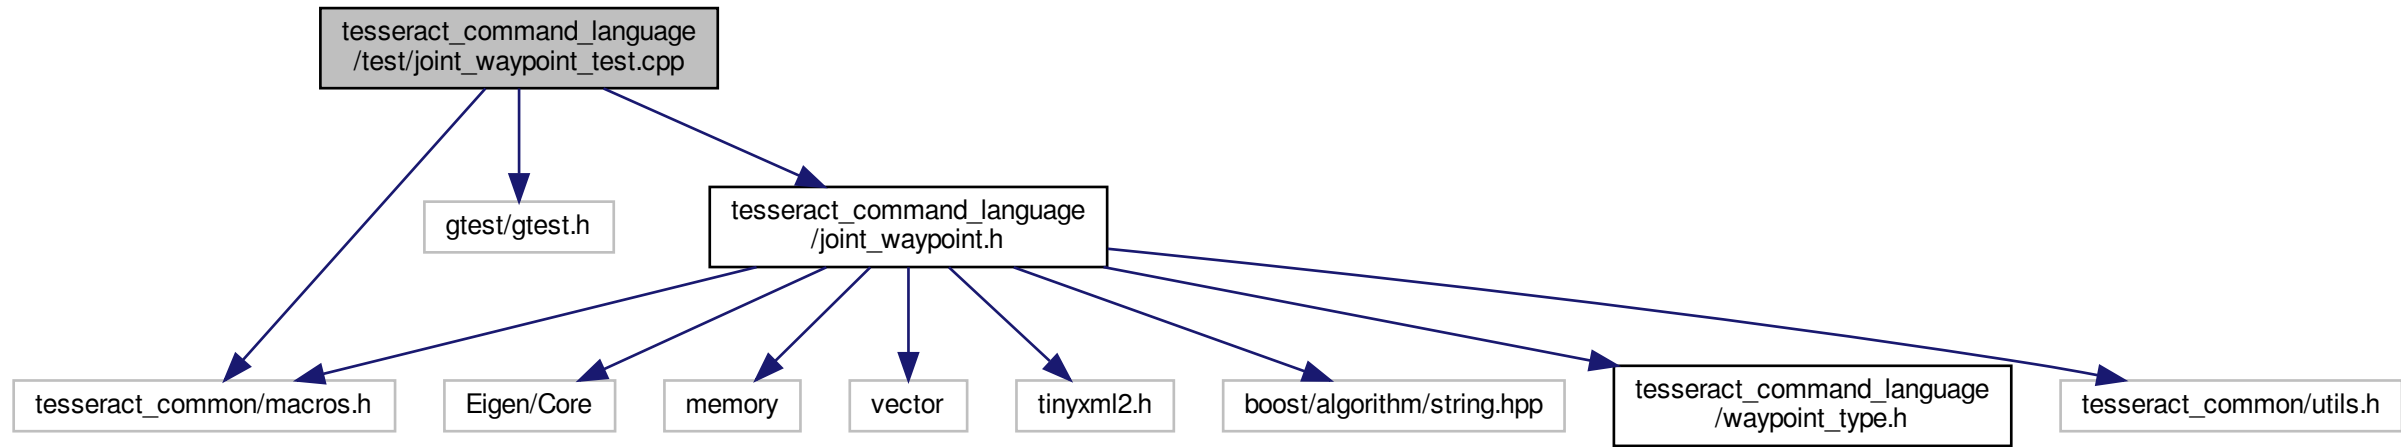 tesseract_command_language
/test/joint_waypoint_test.cpp
gtest/gtest.h
tesseract_command_language
/joint_waypoint.h
tesseract_common/macros.h
Eigen/Core
memory
vector
tinyxml2.h
boost/algorithm/string.hpp
tesseract_command_language
/waypoint_type.h
tesseract_common/utils.h